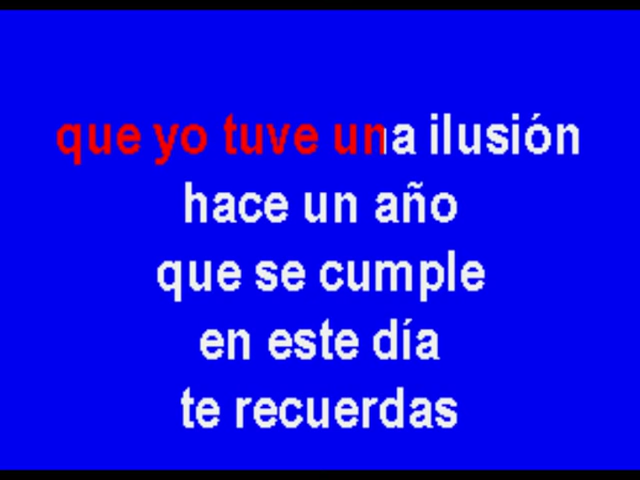 que yo tuve una ilusión
hace un año
que se cumple
en este día
te recuerdas